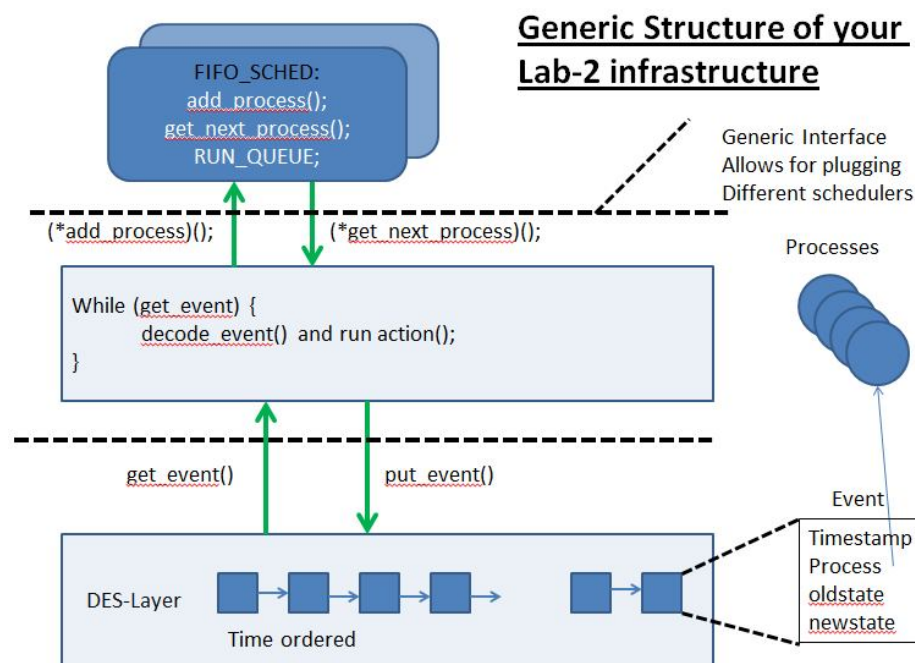 Generic Structure of your
Lab-2 infrastructure
FIFO_SCHED:
add_process();
get_next_process();
RUN_QUEUE;
Generic Interface
Allows for plugging
Different schedulers
(*add_process)();
(*get_next_process)();
Processes
While (get_event) {
decode_event() and run action();
}
get_event()
put_event()
Event
Timestamp
Process
oldstate
newstate
DES-Layer
Time ordered